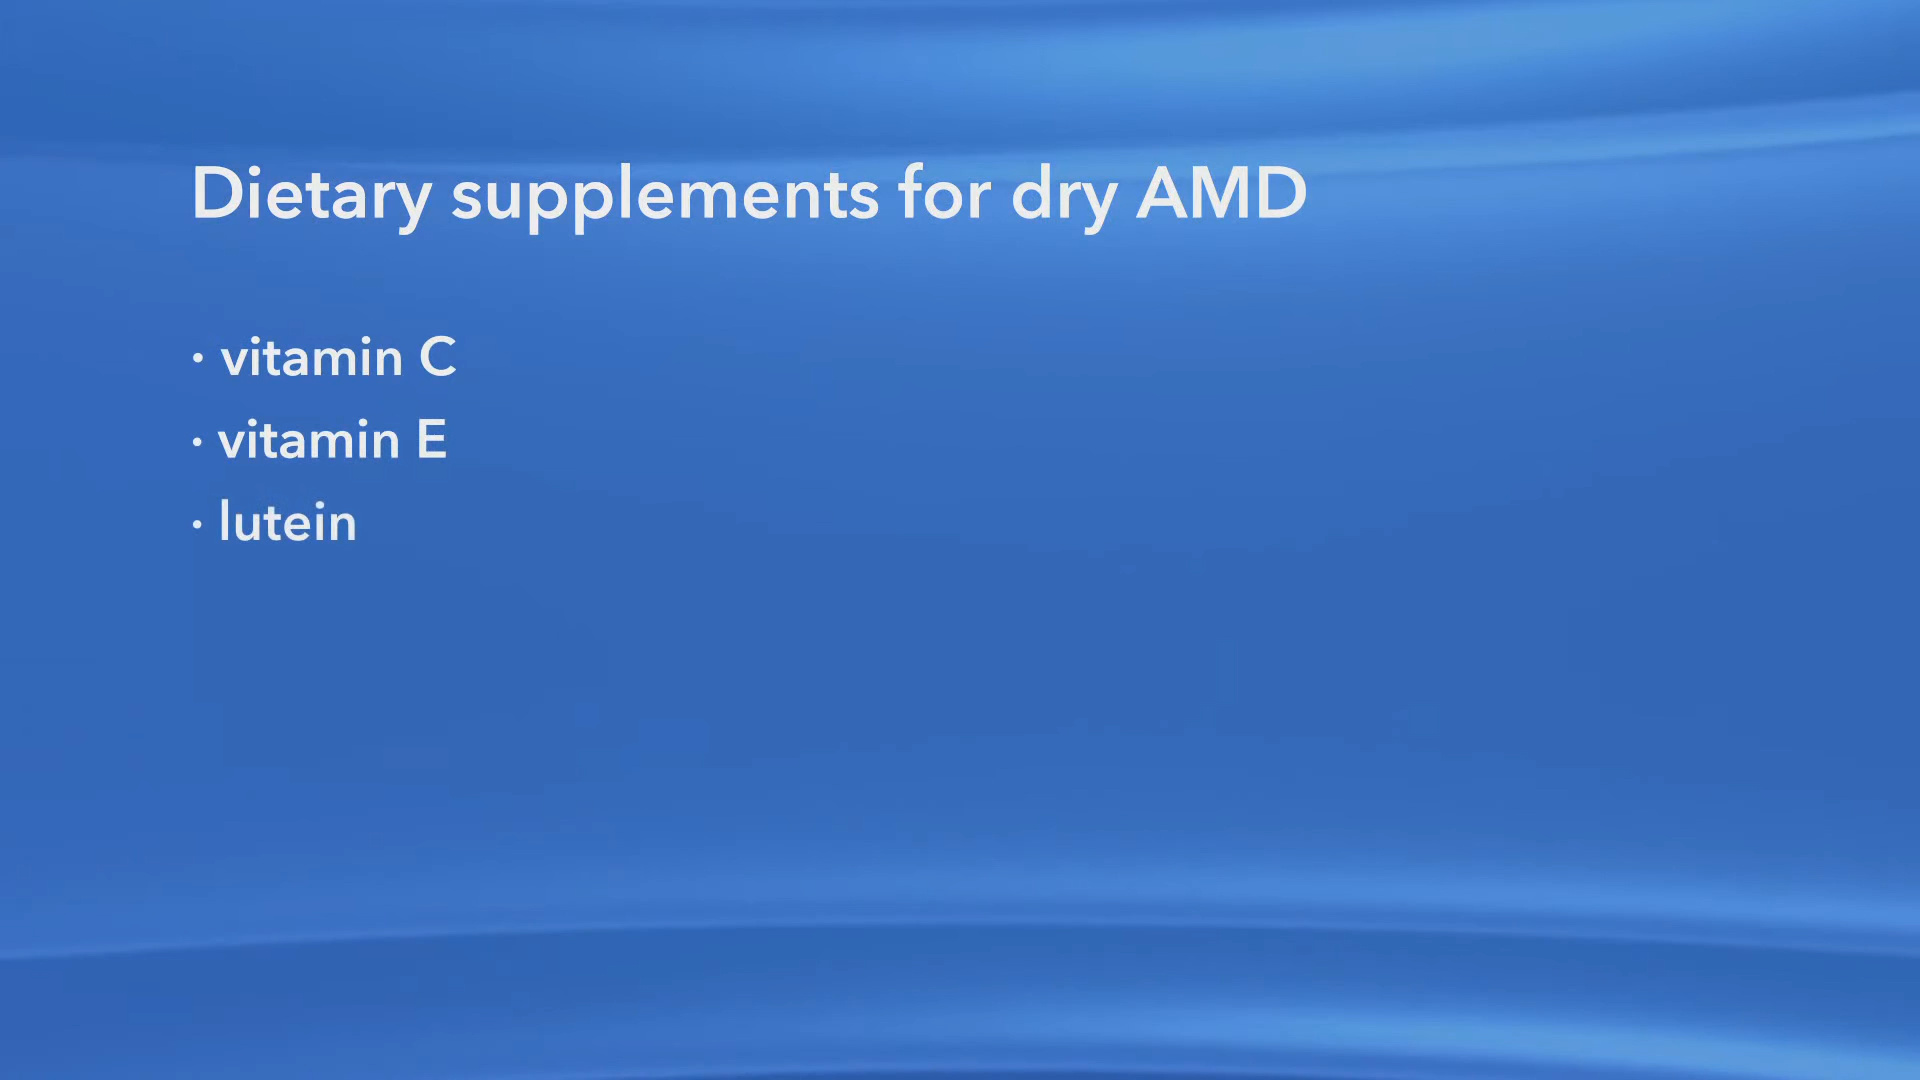 Dietary supplements for dry AMD
· vitamin C
· vitamin E
· lutein